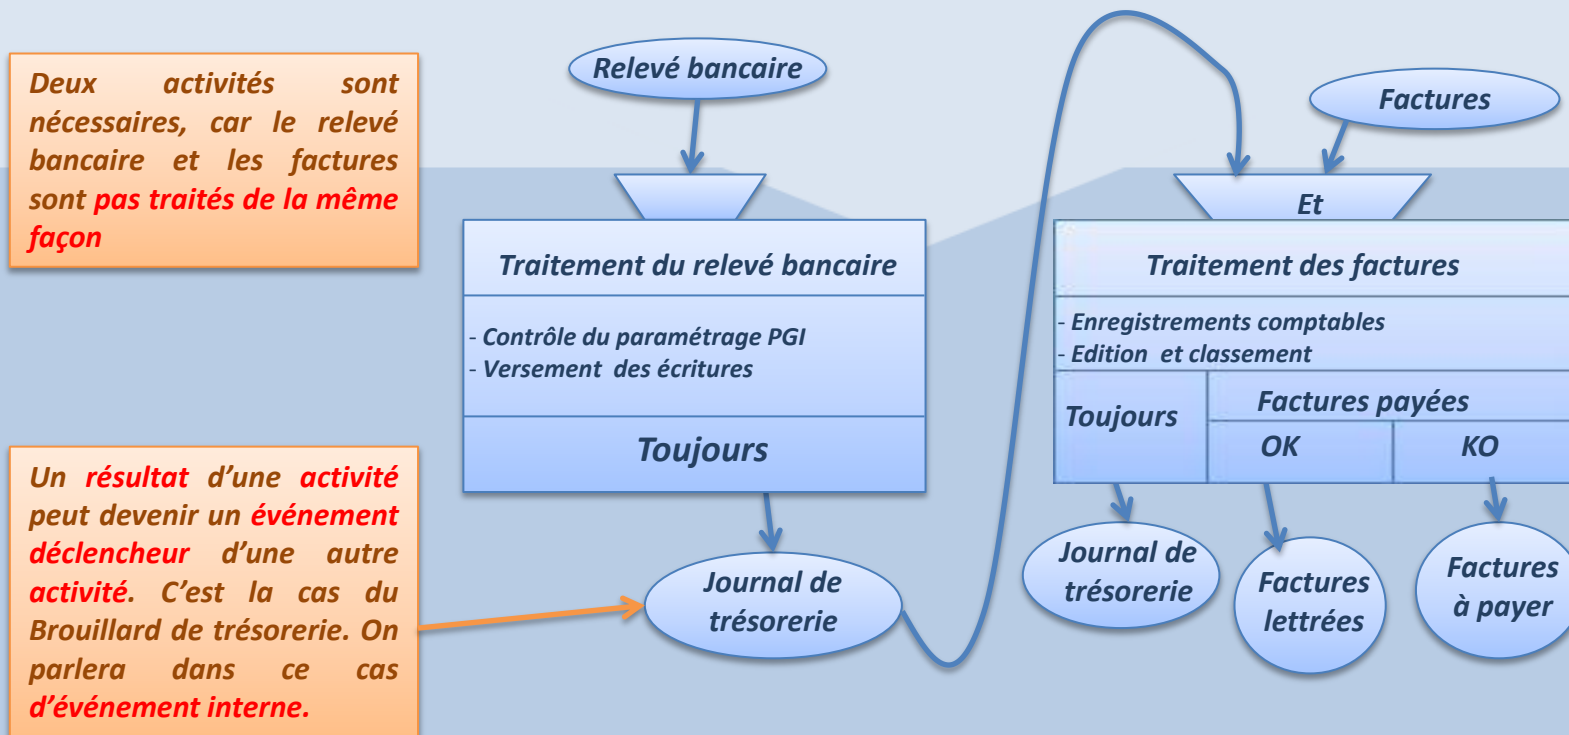 Deux activités sont
nécessaires, car le relevé
bancaire et les factures
sont pas traités de la même
façon
Un résultat d’une activité
peut devenir un événement
déclencheur d’une autre
activité. C’est la cas du
Brouillard de trésorerie. On
parlera dans ce cas
d’événement interne.
Relevé bancaire
Traitement du relevé bancaire
- Contrôle du paramétrage PGI
- Versement des écritures
Toujours
Journal de
trésorerie
Factures
Et
Traitement des factures
- Enregistrements comptables
- Edition et classement
Toujours
Factures payées
OK
KO
Journal de
trésorerie
Factures
lettrées
Factures
à payer